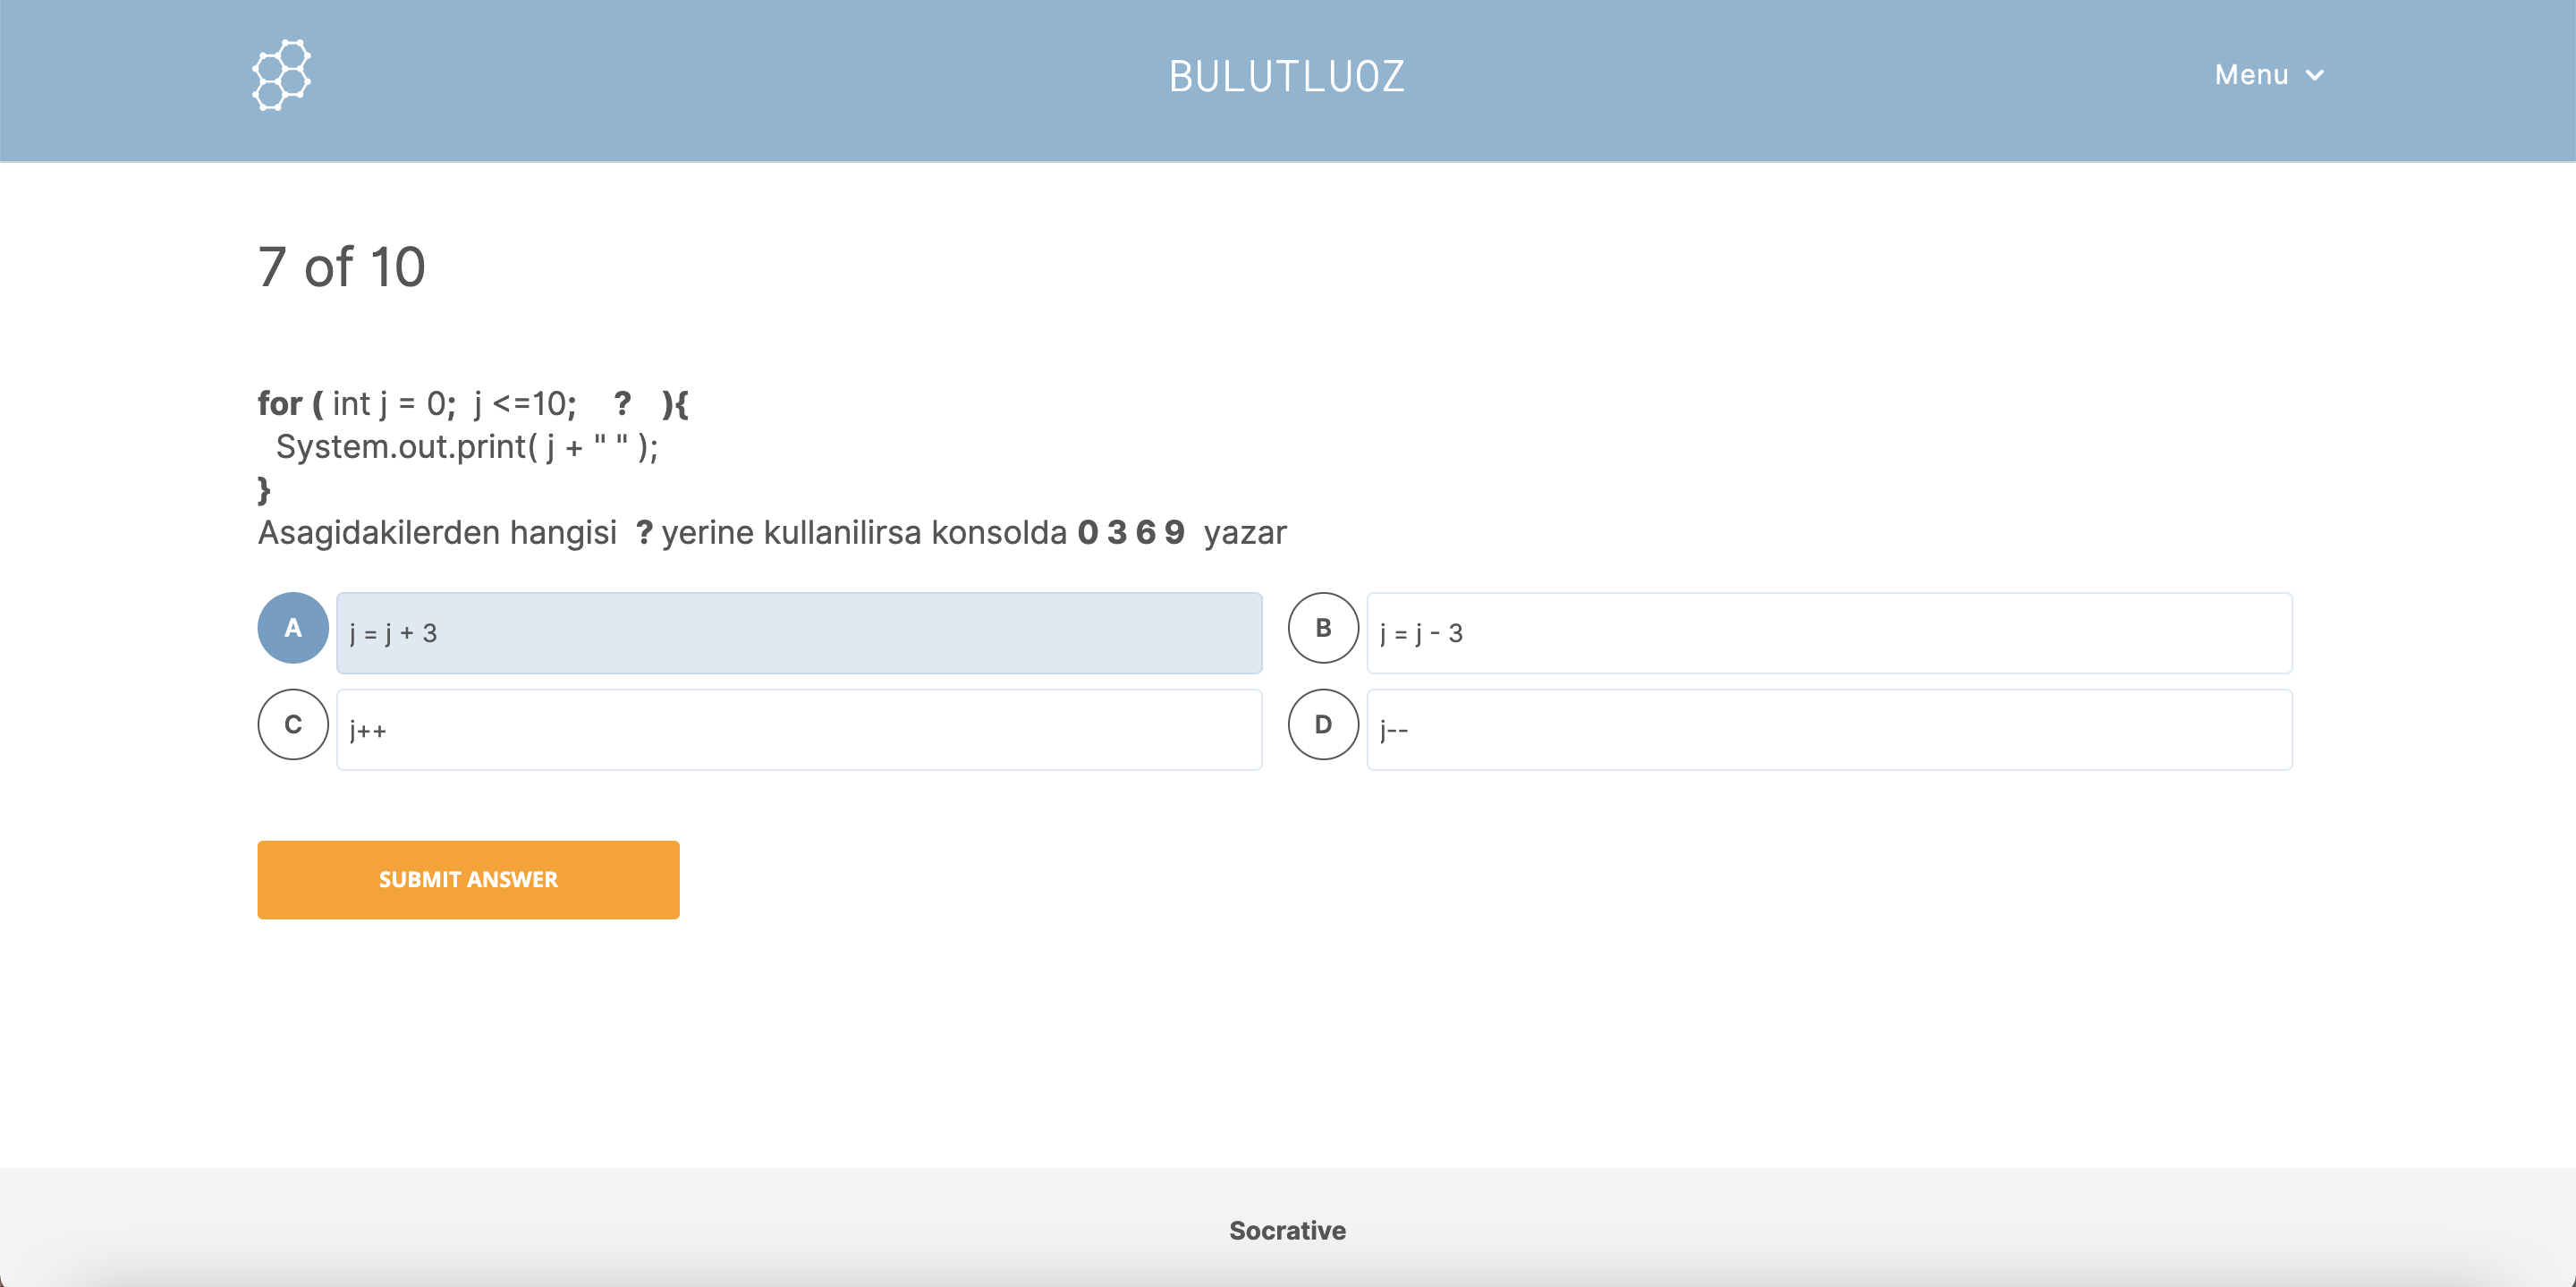 BULUTLUOZ
Menu
7 of 10
for ( int j = 0; j <=10; ? ){
System.out.print( j + " " );
}
Asagidakilerden hangisi ? yerine kullanilirsa konsolda 0 3 6 9 yazar
A j = j + 3
B j = j - 3
C j++
D j--
SUBMIT ANSWER
Socrative